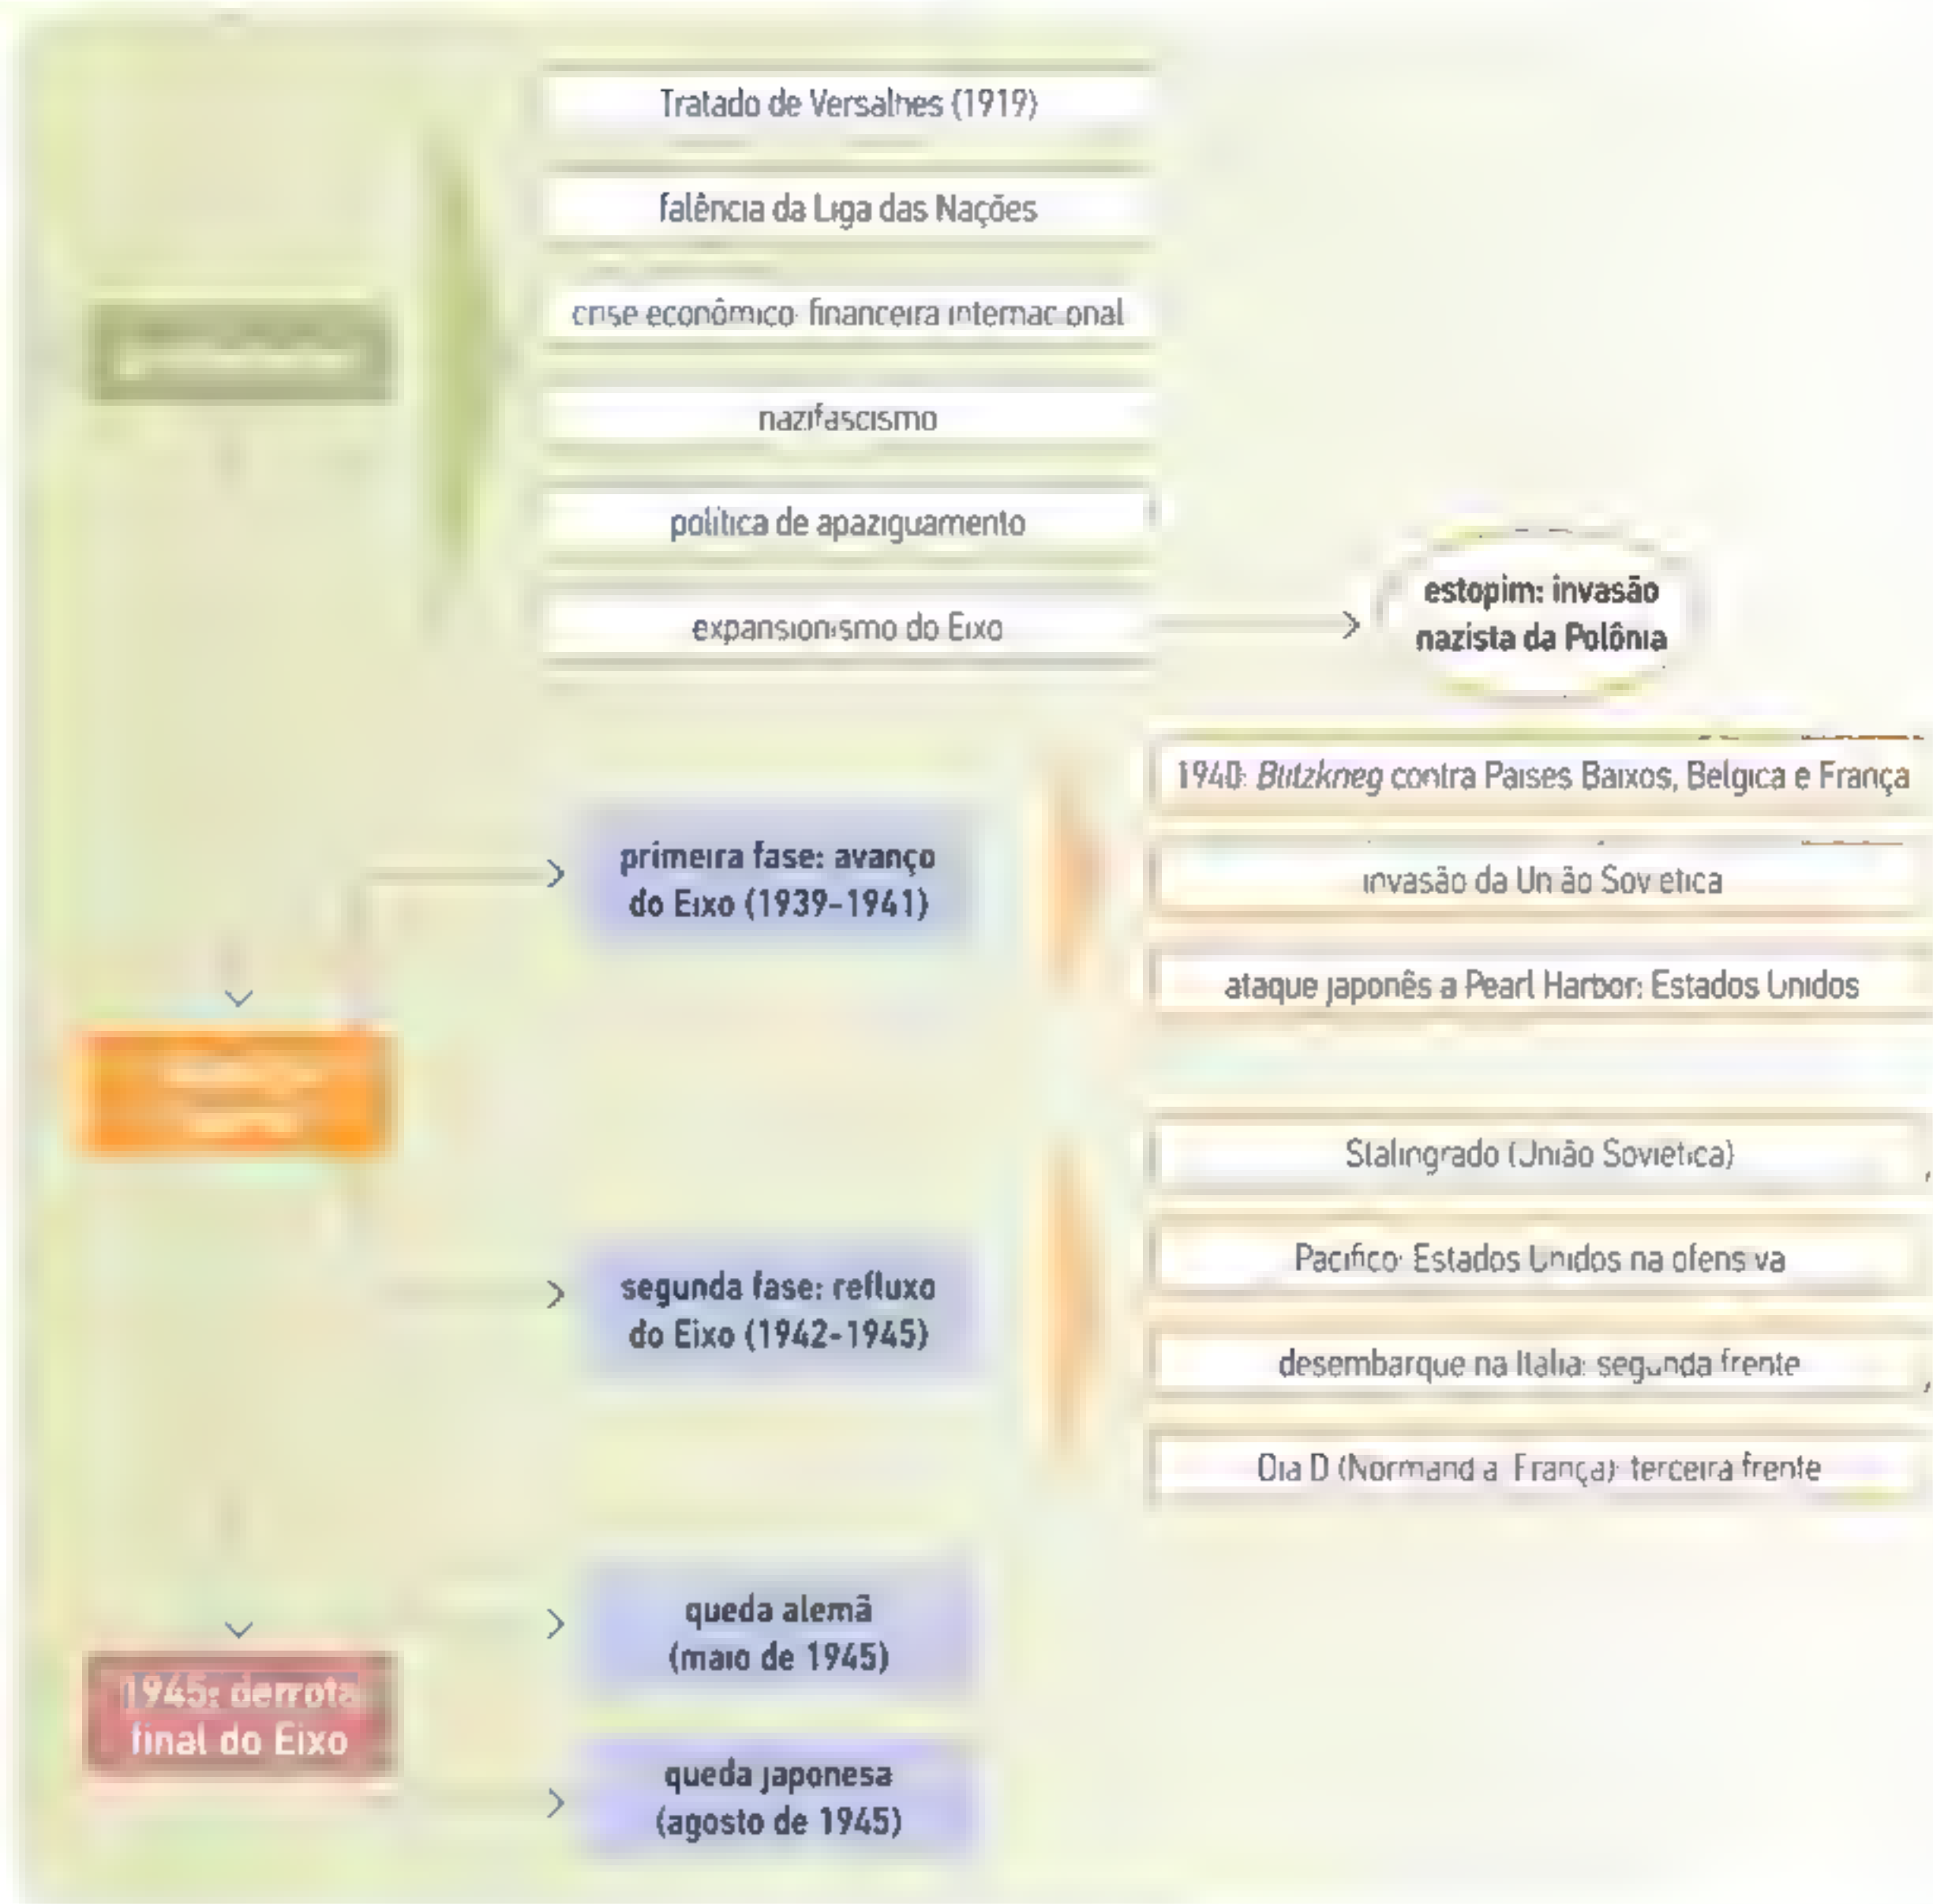 Tratado de Versalhes (1919)
falência da Liga das Nações
crise econômico-financeira internacional
nazifascismo
política de apaziguamento
expansionismo do Eixo
estopim: invasão
nazista da Polônia
1940: Blitzkrieg contra Países Baixos, Bélgica e França
primeira fase: avanço
do Eixo (1939-1941)
invasão da União Soviética
ataque japonês a Pearl Harbor: Estados Unidos
Stalingrado (União Soviética)
Pacífico: Estados Unidos na ofensiva
segunda fase: refluxo
do Eixo (1942-1945)
desembarque na Itália: segunda frente
Dia D (Normandia, França): terceira frente
1945: derrota
final do Eixo
queda alemã
(maio de 1945)
queda japonesa
(agosto de 1945)